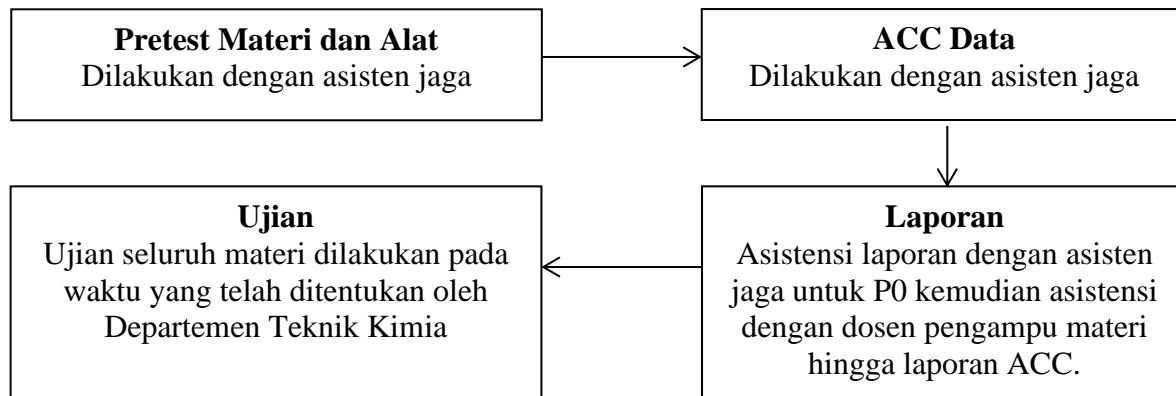 Pretest Materi dan Alat
Dilakukan dengan asisten jaga
ACC Data
Dilakukan dengan asisten jaga
Laporan
Asistensi laporan dengan asisten
jaga untuk P0 kemudian asistensi
dengan dosen pengampu materi
hingga laporan ACC.
Ujian
Ujian seluruh materi dilakukan pada
waktu yang telah ditentukan oleh
Departemen Teknik Kimia